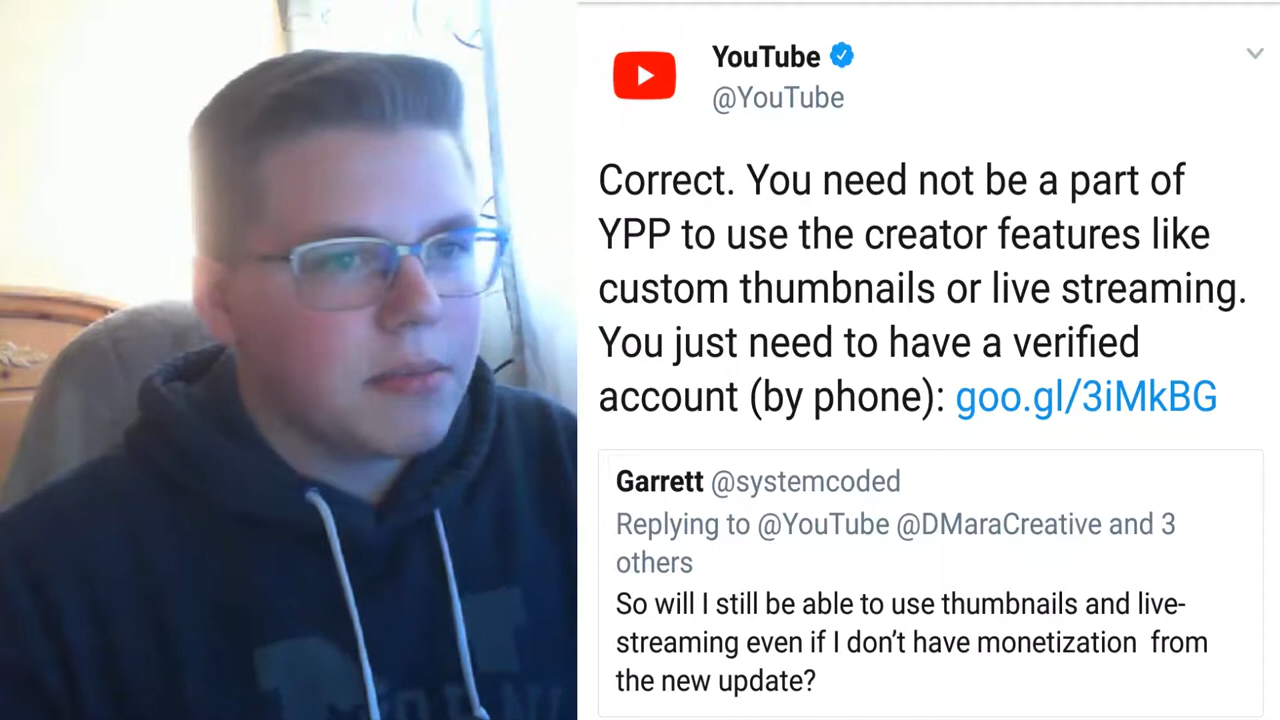 YouTube
@YouTube
Correct. You need not be a part of
YPP to use the creator features like
custom thumbnails or live streaming.
You just need to have a verified
account (by phone): goo.gl/3iMkBG
Garrett @systemcoded
Replying to @YouTube @DMaraCreative and 3
others
So will I still be able to use thumbnails and live-
streaming even if I don't have monetization from
the new update?